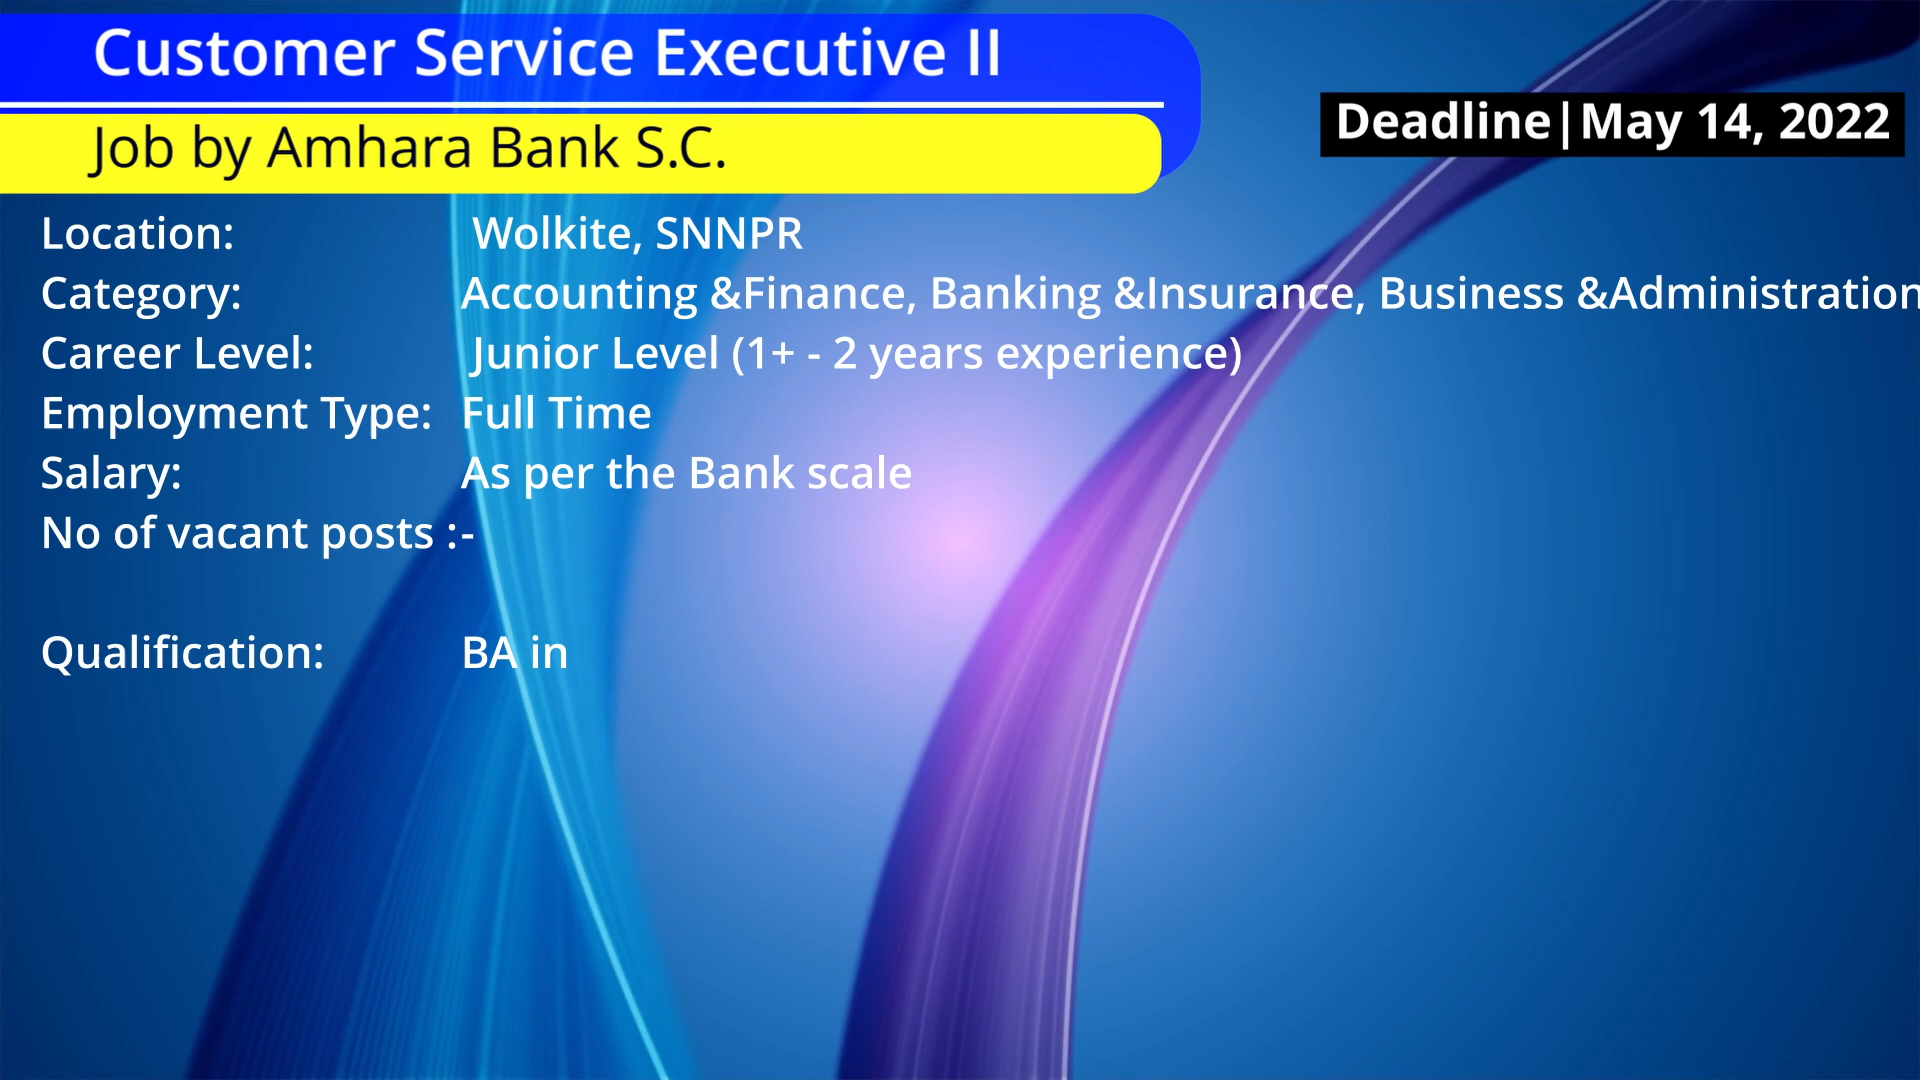 Customer Service Executive II
Job by Amhara Bank S.C.
Deadline|May 14, 2022
Location: Wolkite, SNNPR
Category: Accounting &Finance, Banking &Insurance, Business &Administration
Career Level: Junior Level (1+ - 2 years experience)
Employment Type: Full Time
Salary: As per the Bank scale
No of vacant posts :-
Qualification: BA in